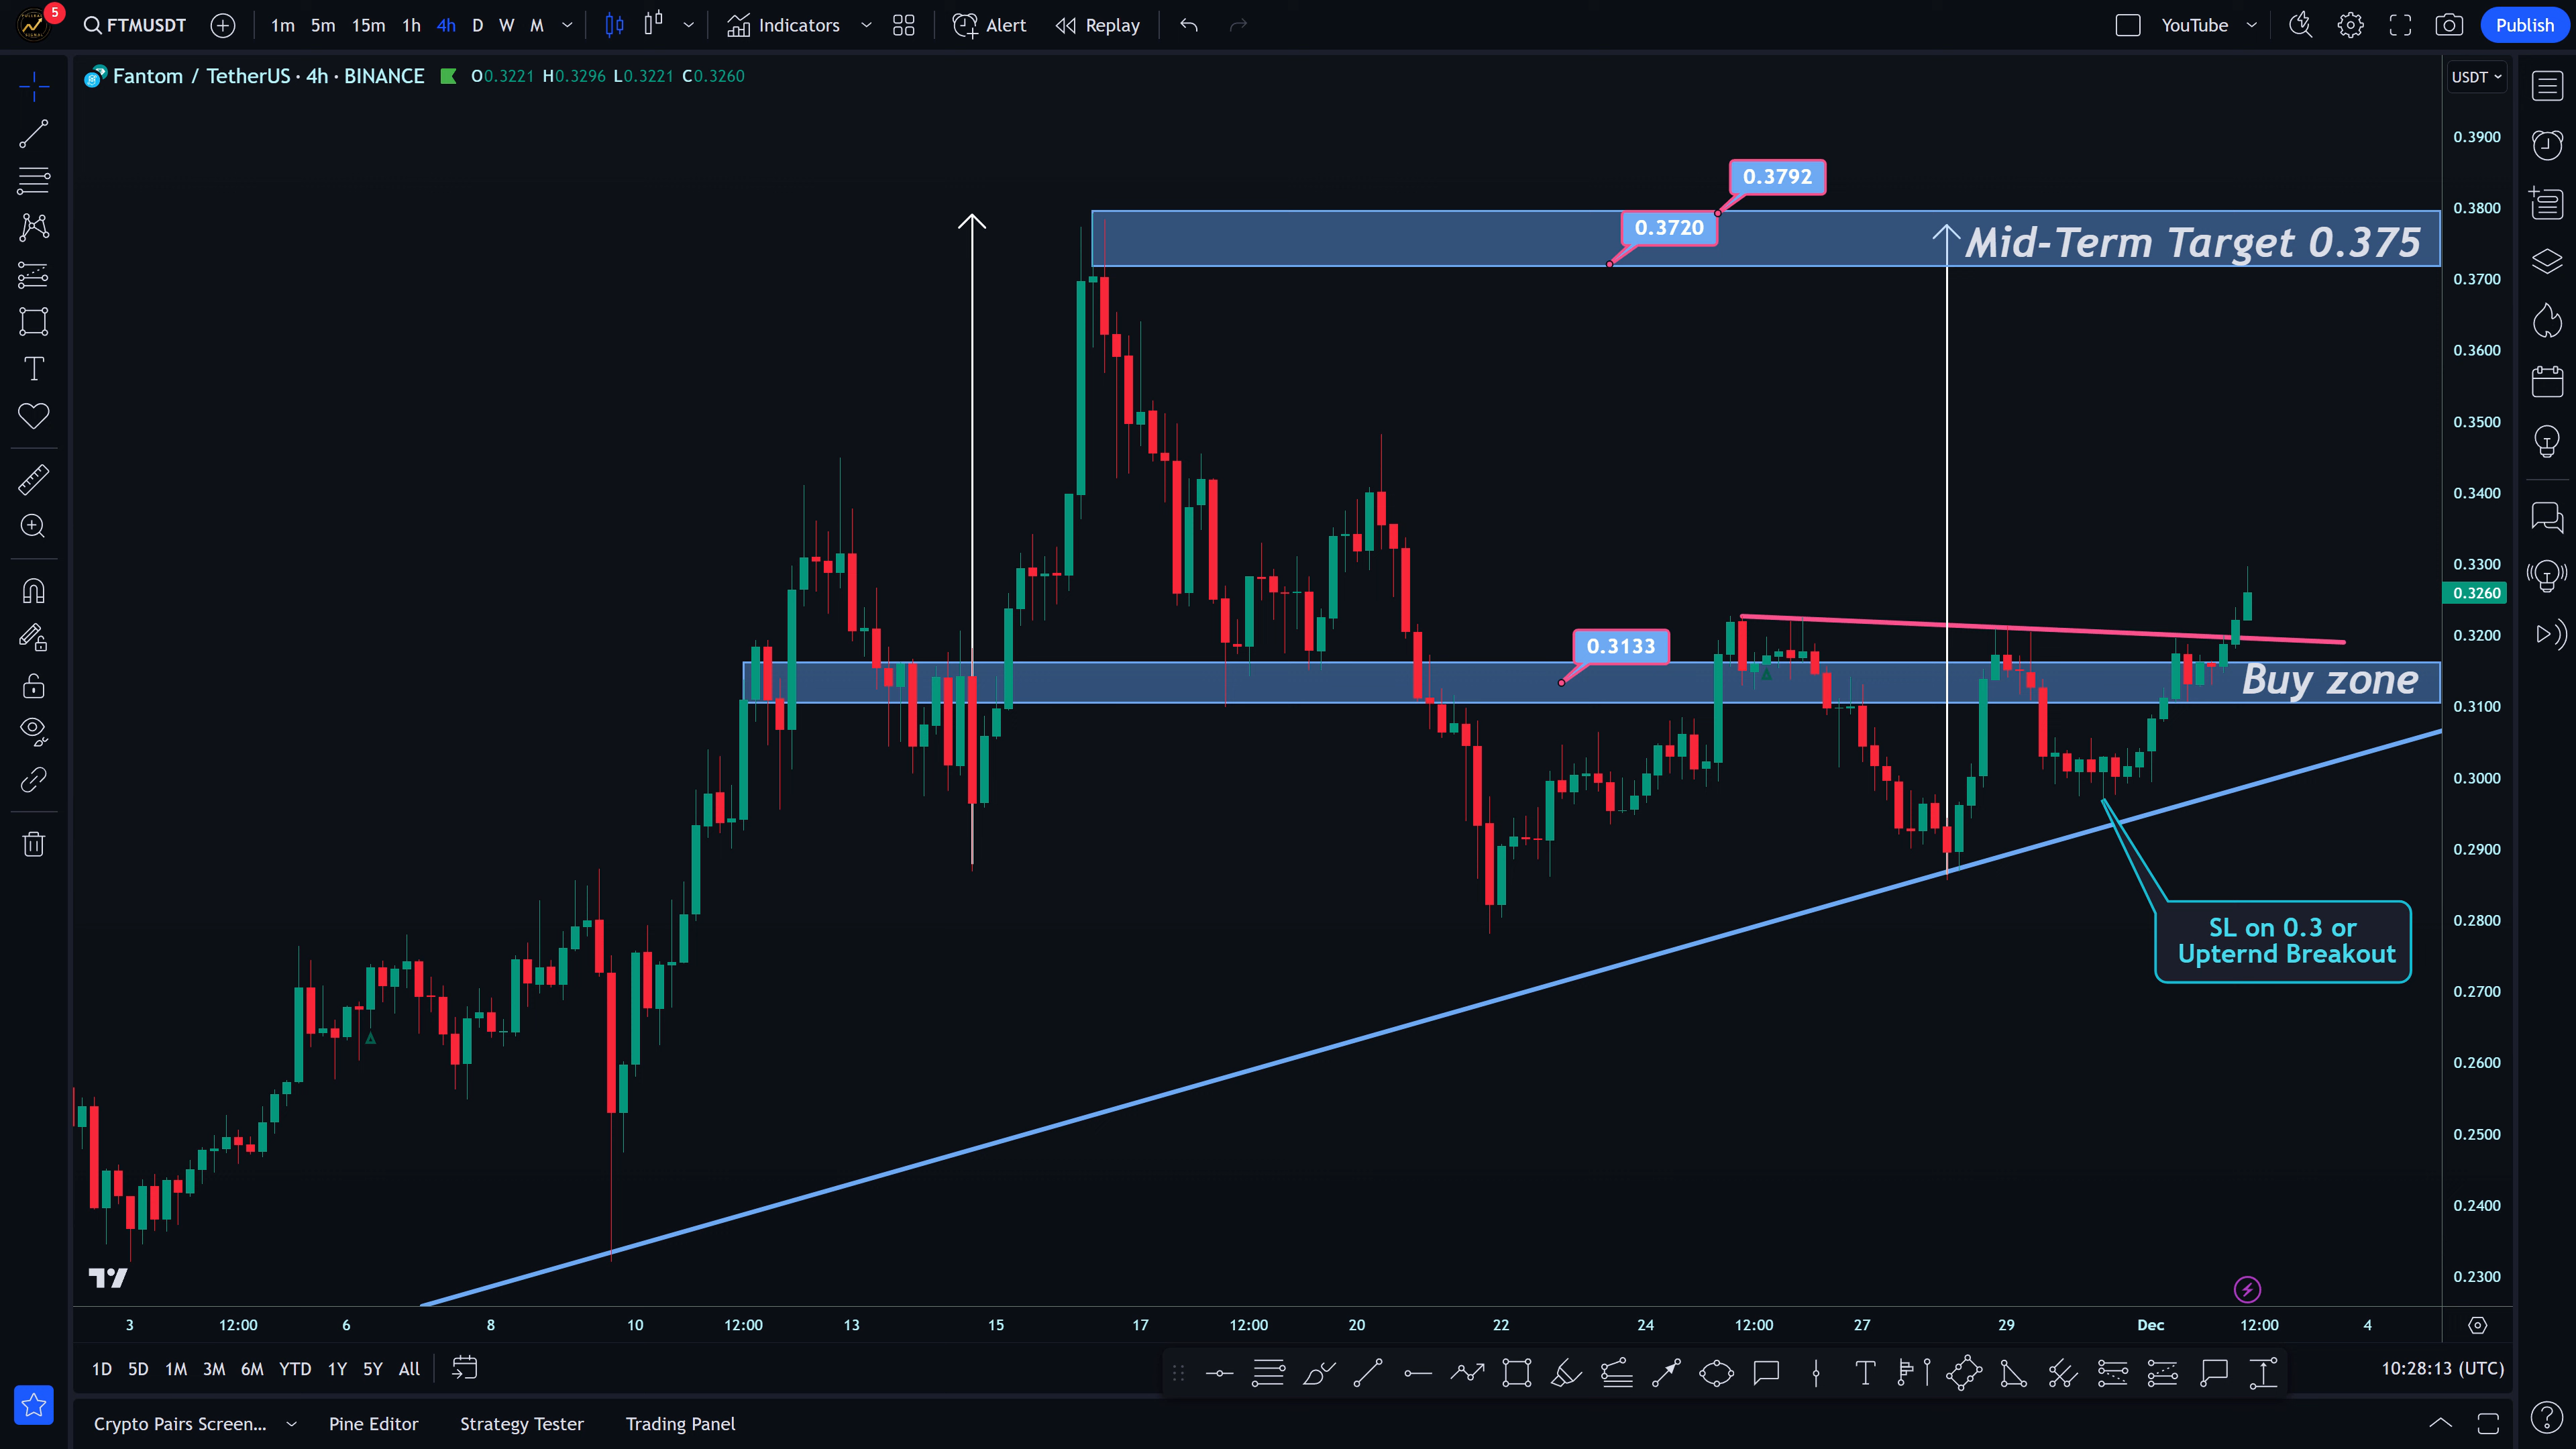 5
FTMUSDT 1m 5m 15m 1h 4h D W M Indicators Alert Replay YouTube Publish
Fantom / TetherUS · 4h · BINANCE O0.3221 H0.3296 L0.3221 C0.3260
USDT
0.3900
0.3792
0.3800
0.3720
Mid-Term Target 0.375
0.3700
0.3600
0.3500
0.3400
0.3300
0.3260
0.3200
0.3133
Buy zone
0.3100
0.3000
0.2900
0.2800
SL on 0.3 or
Upternd Breakout
0.2700
0.2600
0.2500
0.2400
0.2300
3 12:00 6 8 10 12:00 13 15 17 12:00 20 22 24 12:00 27 29 Dec 12:00 4
1D 5D 1M 3M 6M YTD 1Y 5Y All 10:28:13 (UTC)
Crypto Pairs Screen... Pine Editor Strategy Tester Trading Panel